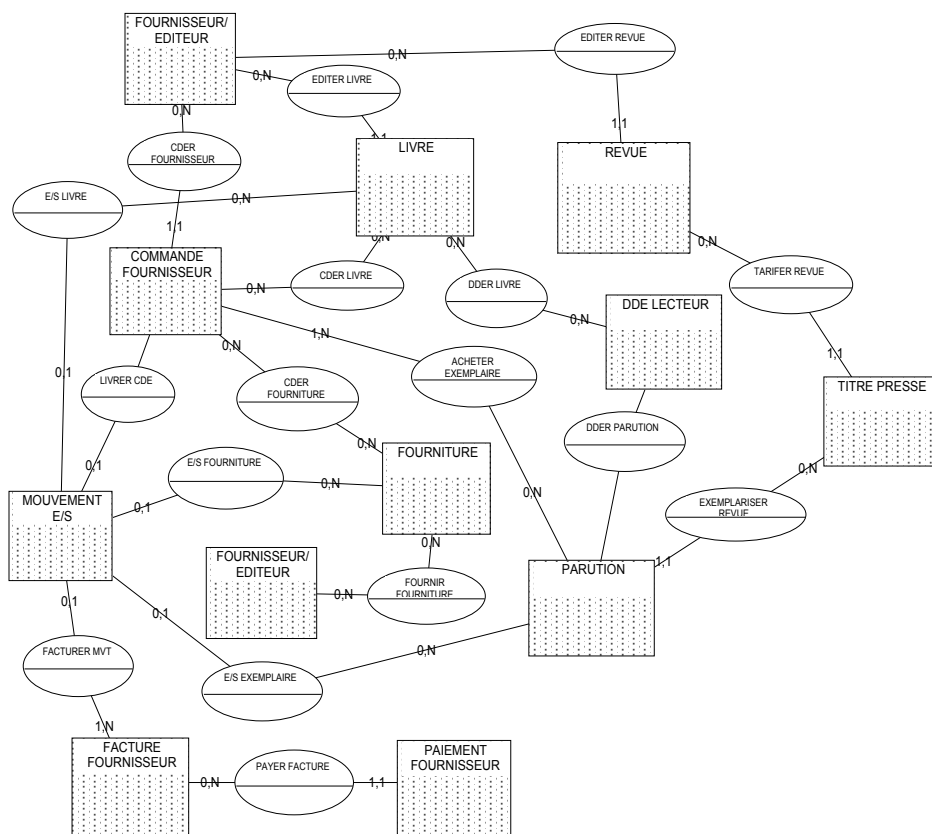 FOURNISSEUR/
EDITEUR
EDITER REVUE
0,N
0,N
EDITER LIVRE
0,N
1,1
1,1
CDER
FOURNISSEUR
LIVRE
REVUE
E/S LIVRE
0,N
1,1
0,N
0,N
0,N
COMMANDE
FOURNISSEUR
CDER LIVRE
0,N
DDER LIVRE
TARIFER REVUE
DDE LECTEUR
0,N
1,N
0,N
ACHETER
EXEMPLAIRE
1,1
0,1
LIVRER CDE
CDER
FOURNITURE
TITRE PRESSE
DDER PARUTION
0,N
FOURNITURE
E/S FOURNITURE
0,1
0,N
0,N
0,N
MOUVEMENT
E/S
0,1
EXEMPLARISER
REVUE
0,N
FOURNISSEUR/
EDITEUR
1,1
PARUTION
FOURNIR
FOURNITURE
0,N
0,1
0,1
0,N
FACTURER MVT
E/S EXEMPLAIRE
1,N
FACTURE
FOURNISSEUR
PAIEMENT
FOURNISSEUR
PAYER FACTURE
0,N
1,1